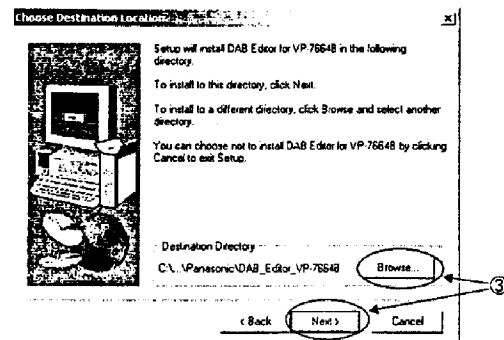 Choose Destination Location
Setup will install DAB Editor for VP-7664B in the following
directory.
To install to this directory, click Next.
To install to a different directory, click Browse and select another
directory.
You can choose not to install DAB Editor for VP-7664B by clicking
Cancel to exit Setup.
Destination Directory
C:\...\Panasonic\DAB_Editor_VP-7664B
Browse...
③
< Back
Next >
Cancel